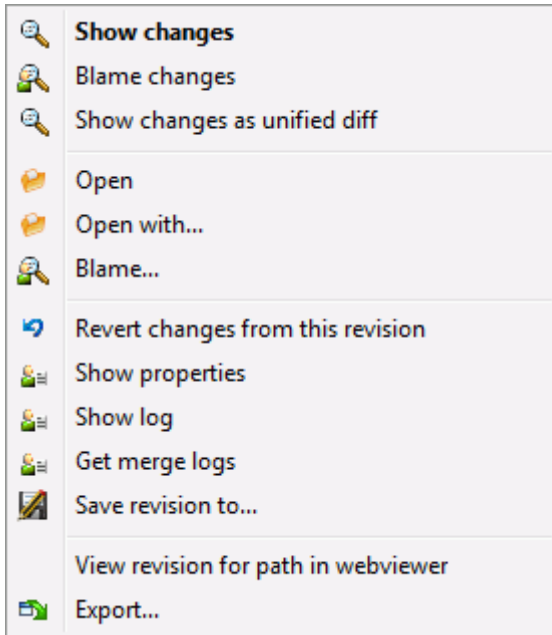 Show changes
Blame changes
Show changes as unified diff
Open
Open with...
Blame...
Revert changes from this revision
Show properties
Show log
Get merge logs
Save revision to...
View revision for path in webviewer
Export...